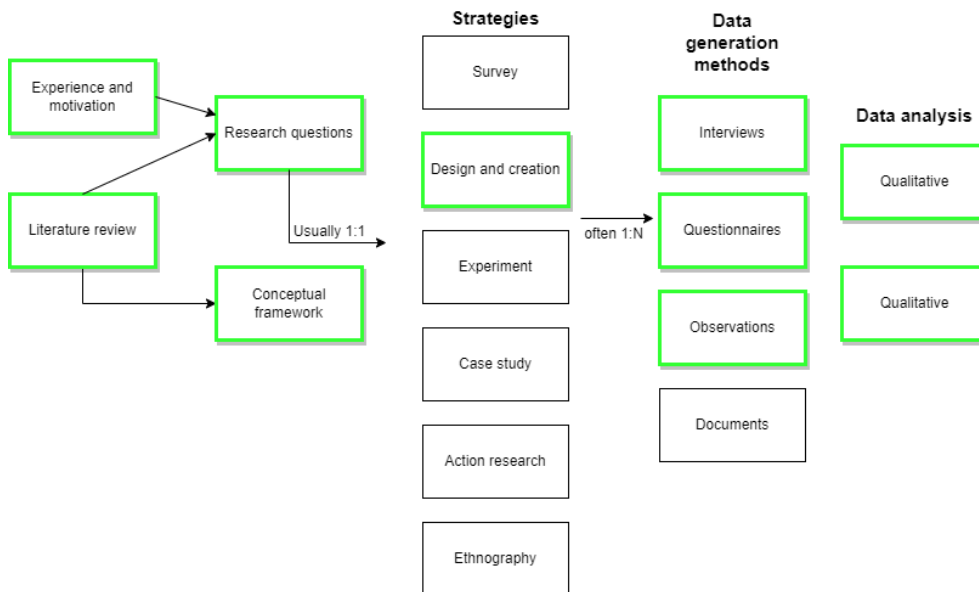 Experience and
motivation
Literature review
Research questions
Conceptual
framework
Usually 1:1
Strategies
Survey
Design and creation
Experiment
Case study
Action research
Ethnography
often 1:N
Data
generation
methods
Interviews
Questionnaires
Observations
Documents
Data analysis
Qualitative
Qualitative